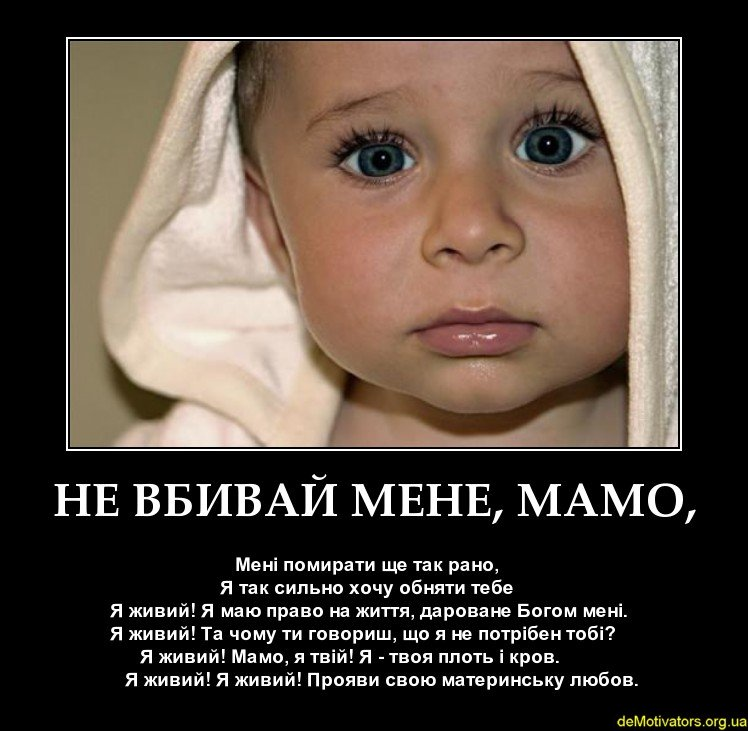 НЕ ВБИВАЙ МЕНЕ, МАМО,
Мені помирати ще так рано,
Я так сильно хочу обняти тебе
Я живий! Я маю право на життя, дароване Богом мені.
Я живий! Та чому ти говориш, що я не потрібен тобі?
Я живий! Мамо, я твій! Я - твоя плоть і кров.
Я живий! Я живий! Прояви свою материнську любов.
deMotivators.org.ua